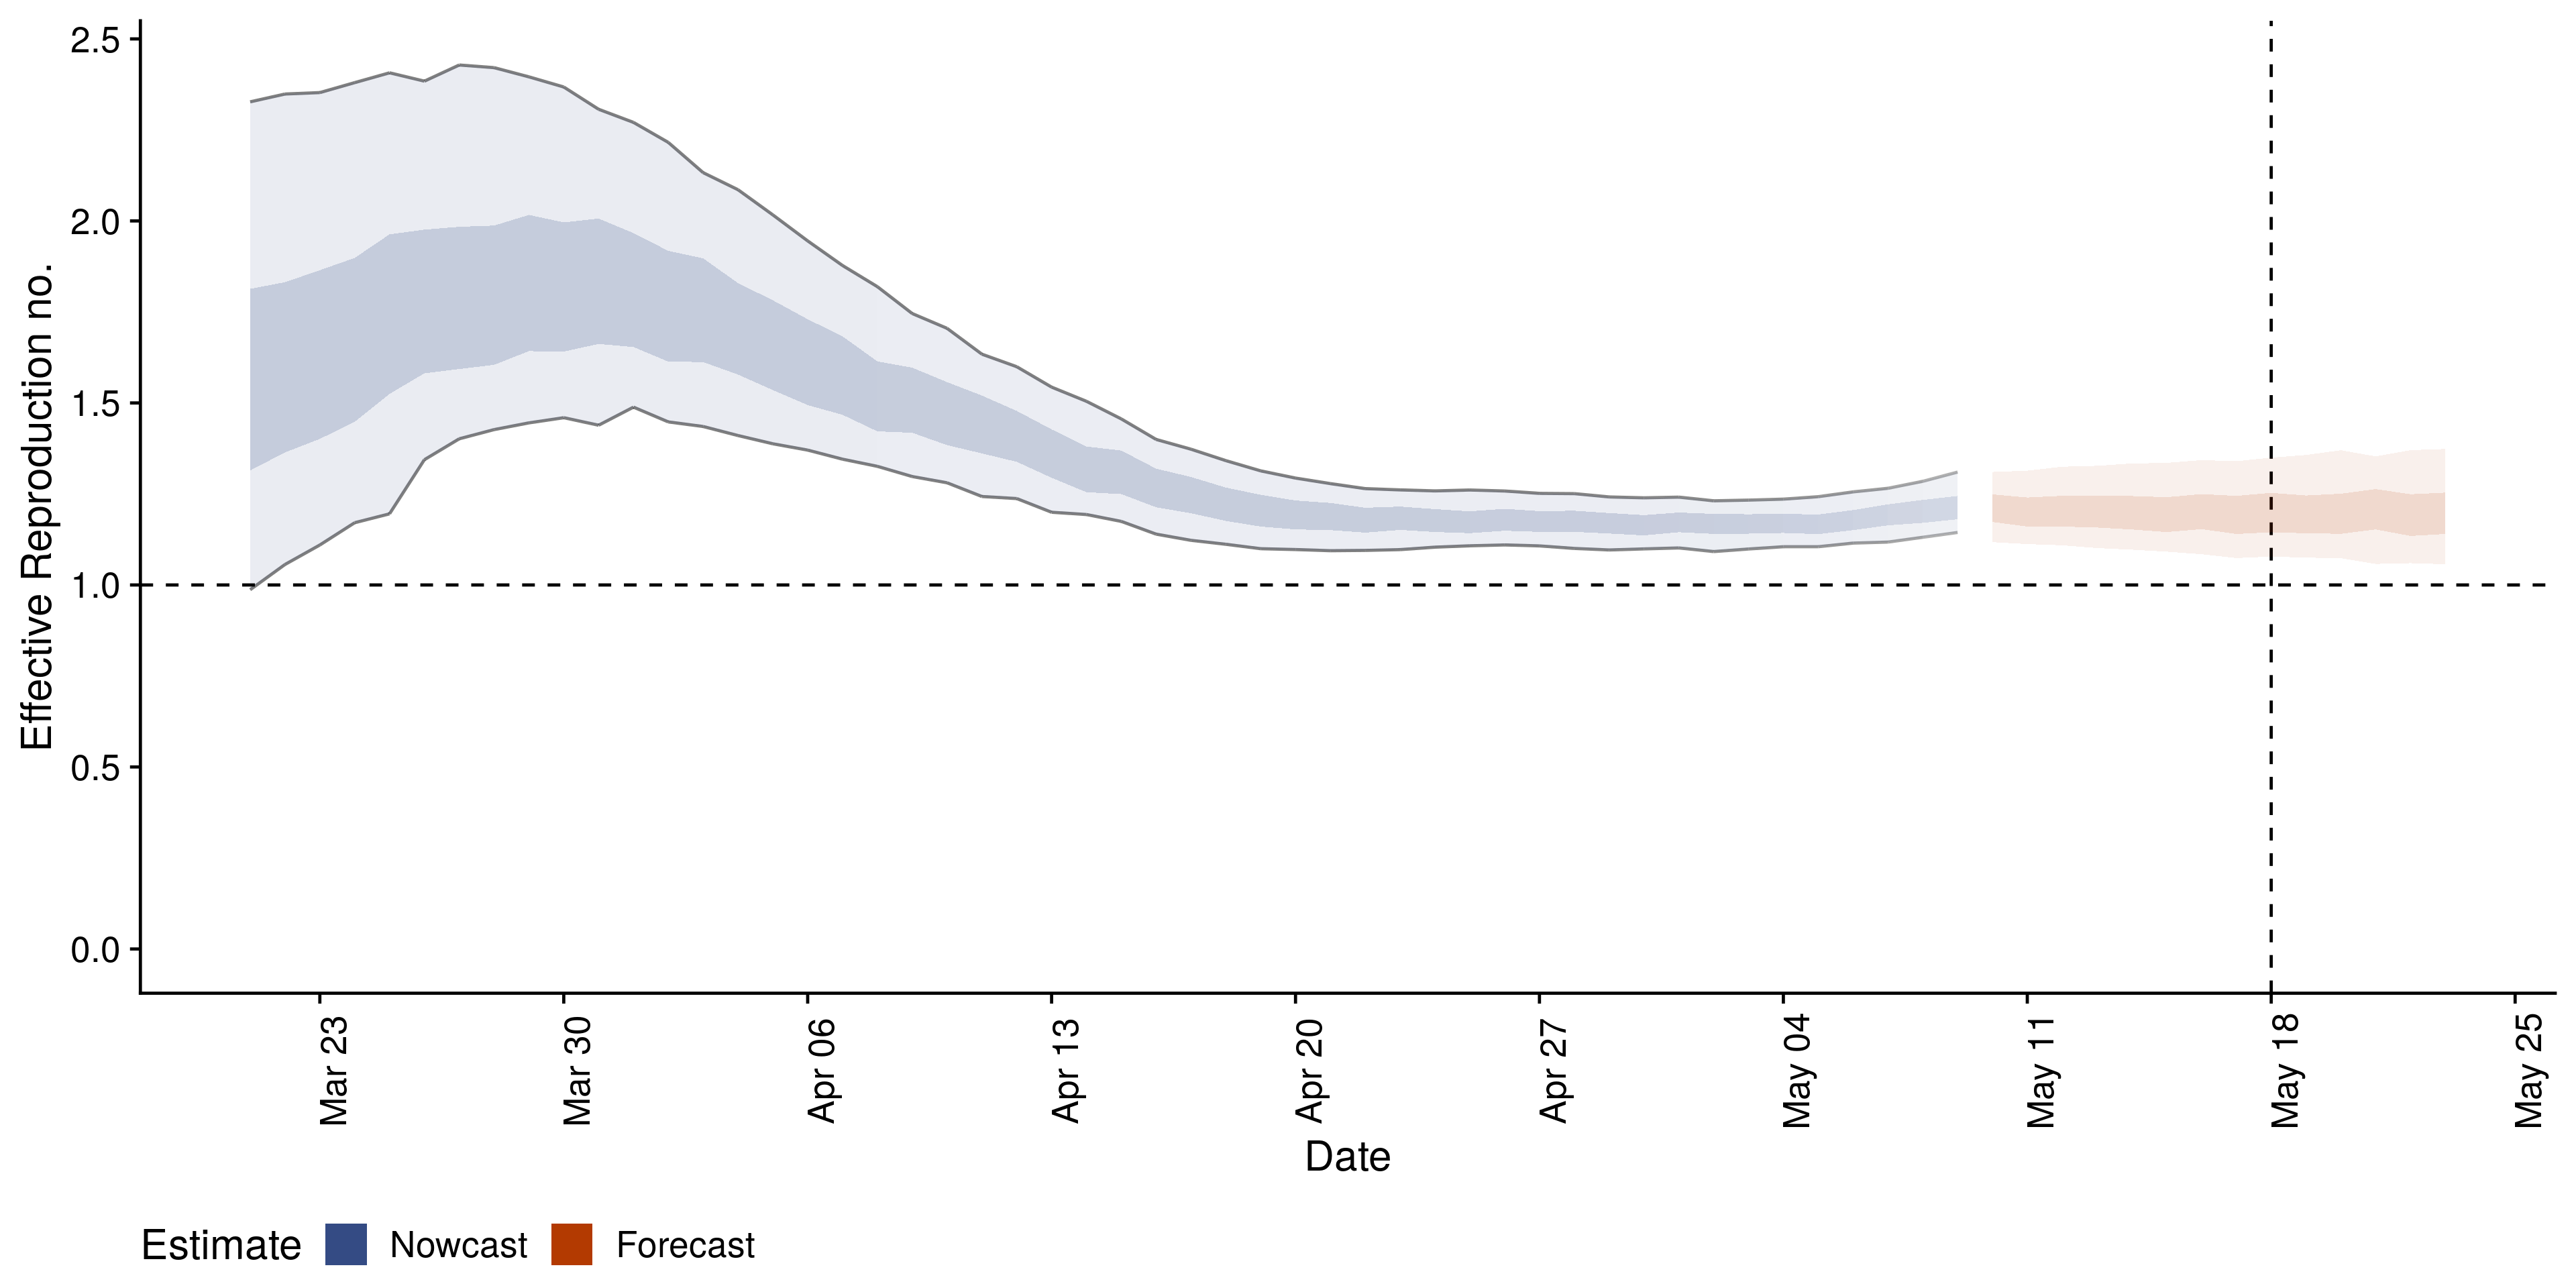 Effective Reproduction no.
2.5
2.0
1.5
1.0
0.5
0.0
Mar 23
Mar 30
Apr 06
Apr 13
Apr 20
Apr 27
May 04
May 11
May 18
May 25
Date
Estimate Nowcast Forecast